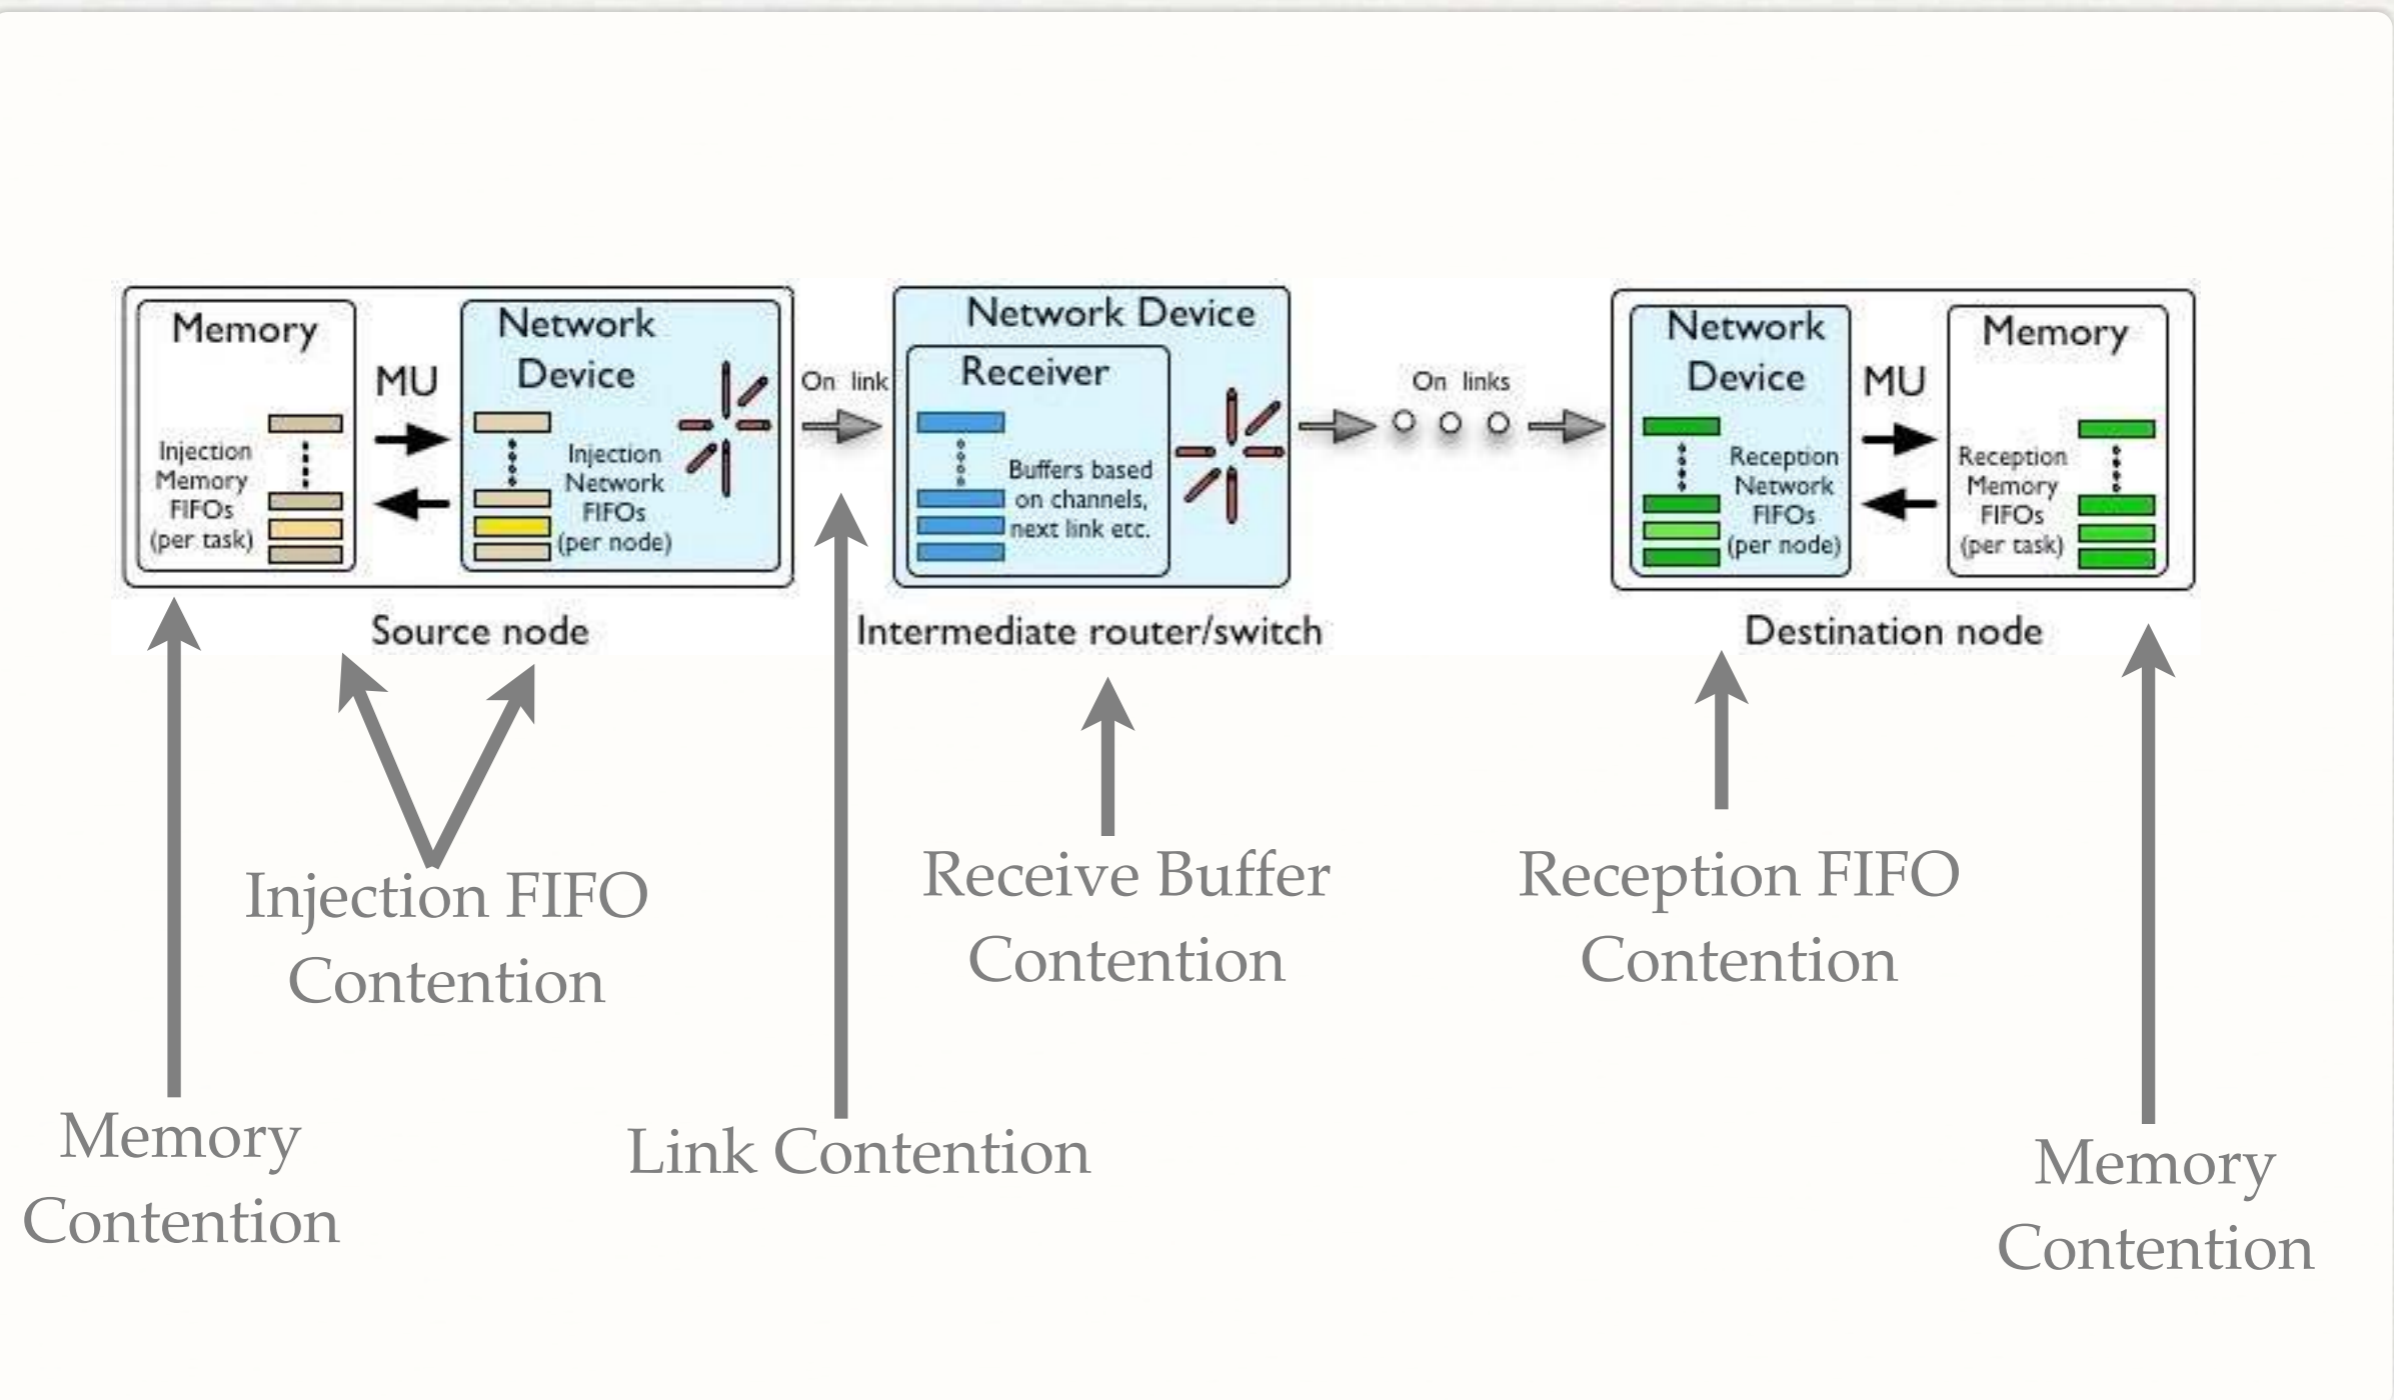 Memory
Injection
Memory
FIFOs
(per task)
MU
Network
Device
Injection
Network
FIFOs
(per node)
Source node
On link
Network Device
Receiver
Buffers based
on channels,
next link etc.
Intermediate router/switch
On links
Network
Device
Reception
Network
FIFOs
(per node)
MU
Memory
Reception
Memory
FIFOs
(per task)
Destination node
Memory
Contention
Injection FIFO
Contention
Link Contention
Receive Buffer
Contention
Reception FIFO
Contention
Memory
Contention